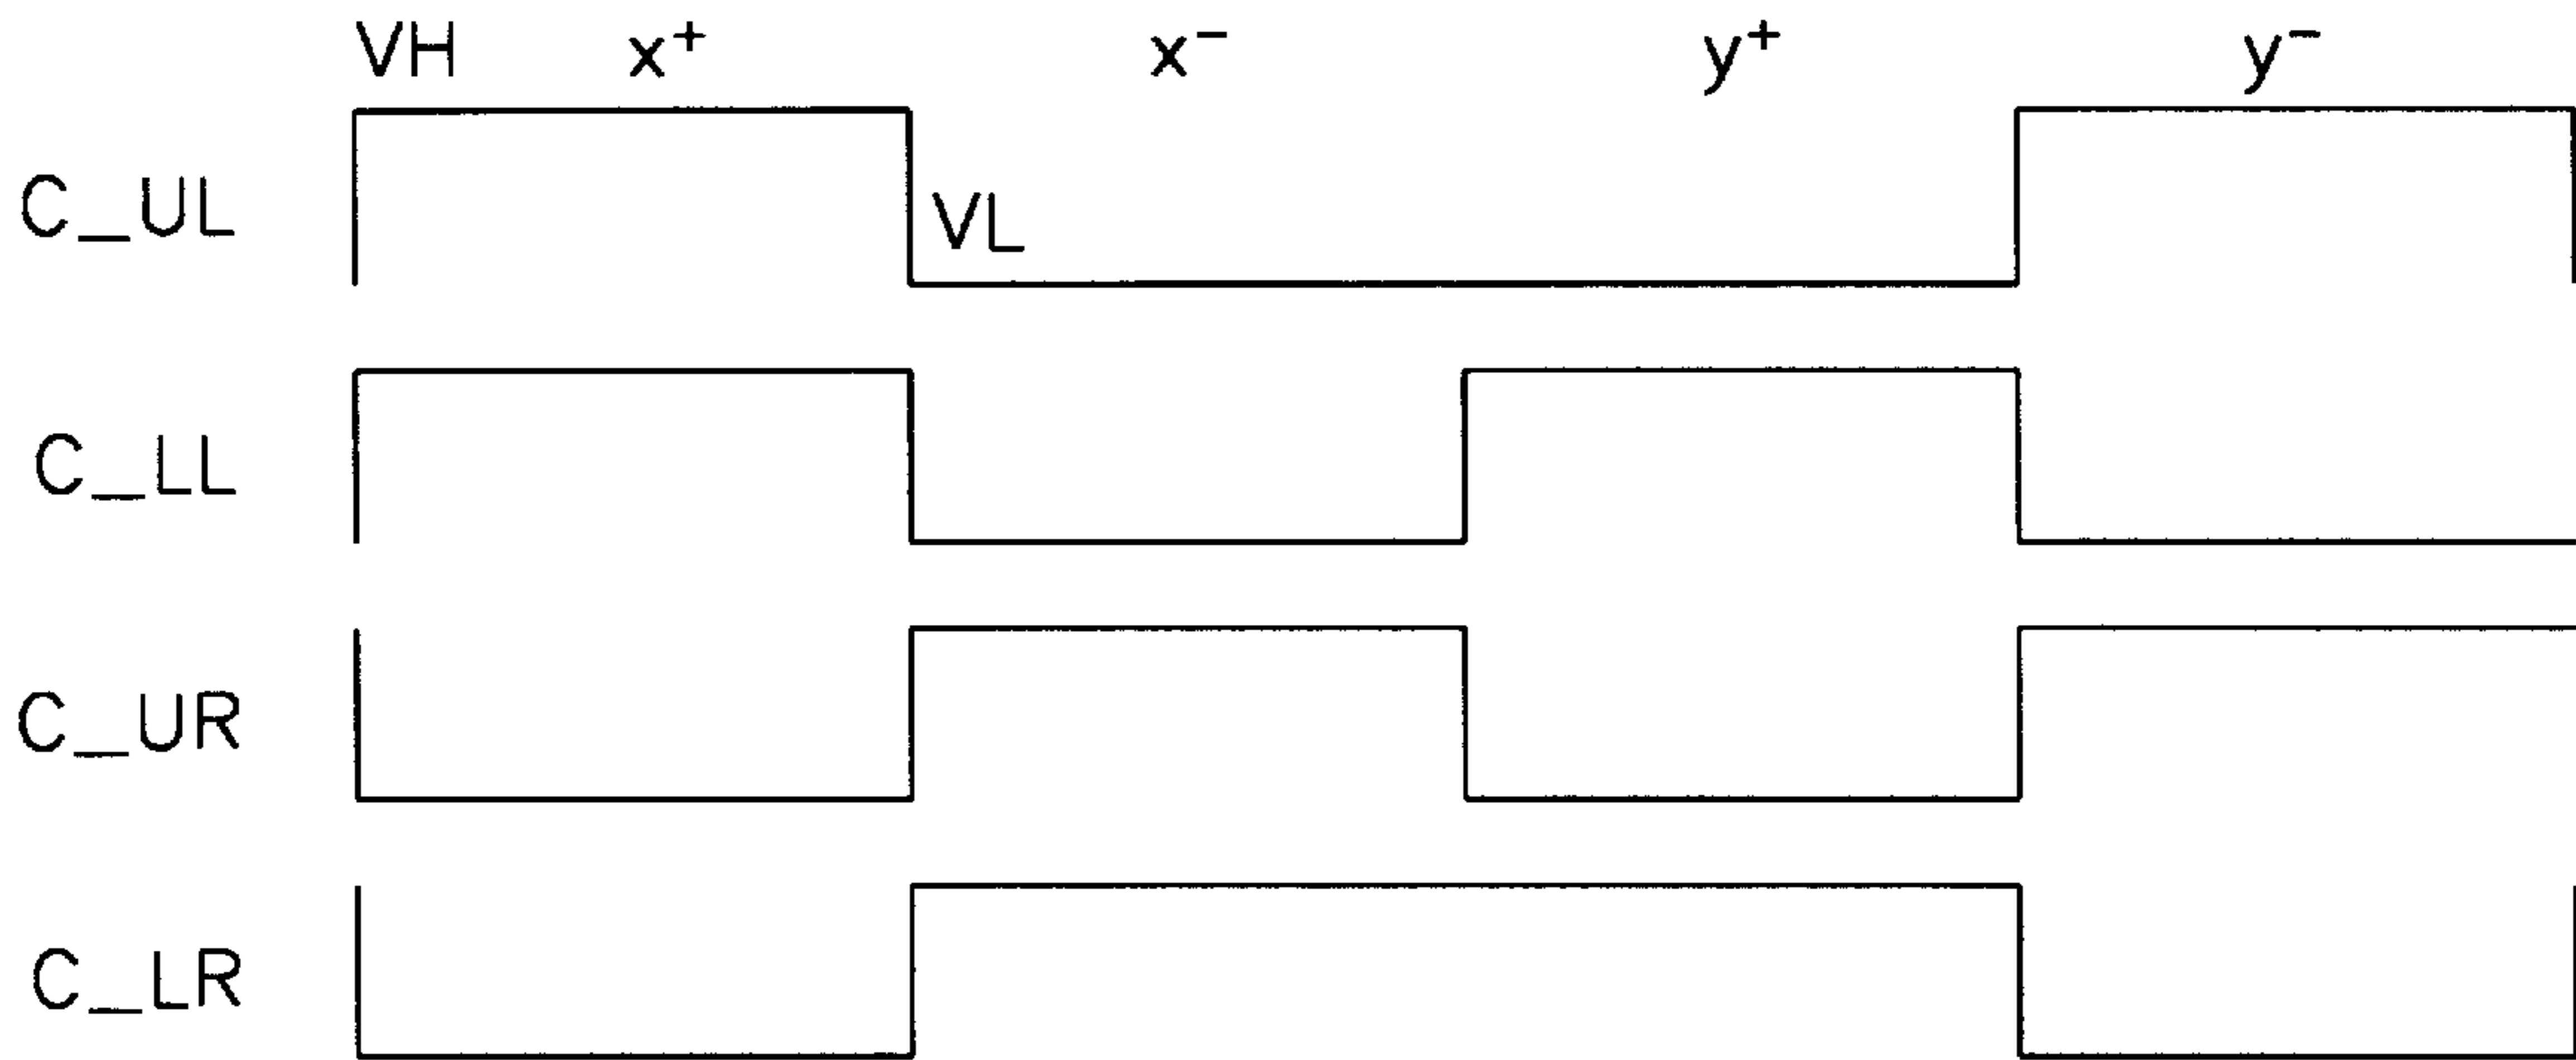 VH x⁺ x⁻ y⁺ y⁻
C_UL
VL
C_LL
C_UR
C_LR